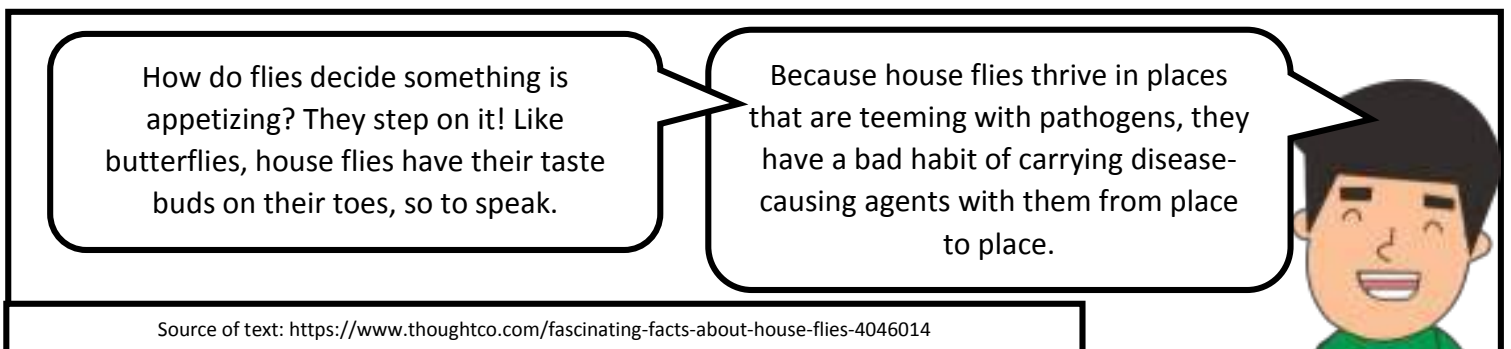 How do flies decide something is
appetizing? They step on it! Like
butterflies, house flies have their taste
buds on their toes, so to speak.
Because house flies thrive in places
that are teeming with pathogens, they
have a bad habit of carrying disease-
causing agents with them from place
to place.
Source of text: https://www.thoughtco.com/fascinating-facts-about-house-flies-4046014